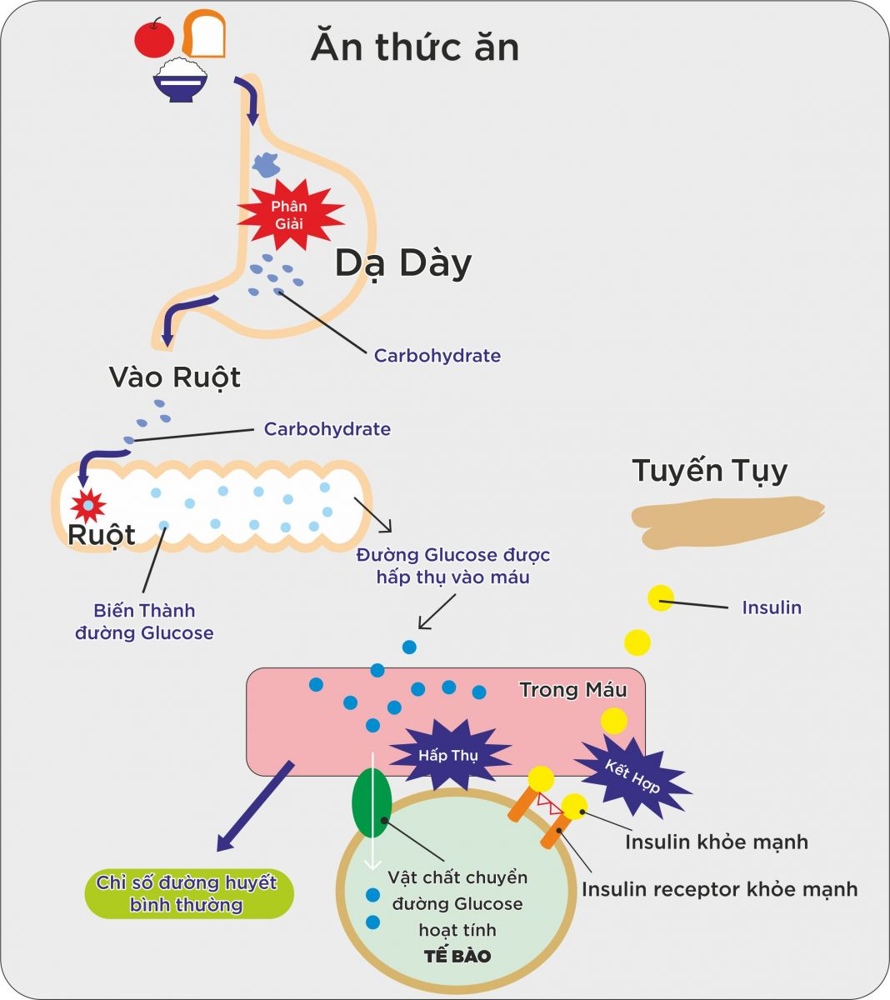 Ăn thức ăn
Phân
Giải
Dạ Dày
Carbohydrate
Vào Ruột
Carbohydrate
Ruột
Tuyến Tụy
Đường Glucose được
hấp thụ vào máu
Biến Thành
đường Glucose
Insulin
Trong Máu
Hấp Thụ
Kết Hợp
Insulin khỏe mạnh
Chỉ số đường huyết
bình thường
Vật chất chuyển
đường Glucose
hoạt tính
TẾ BÀO
Insulin receptor khỏe mạnh